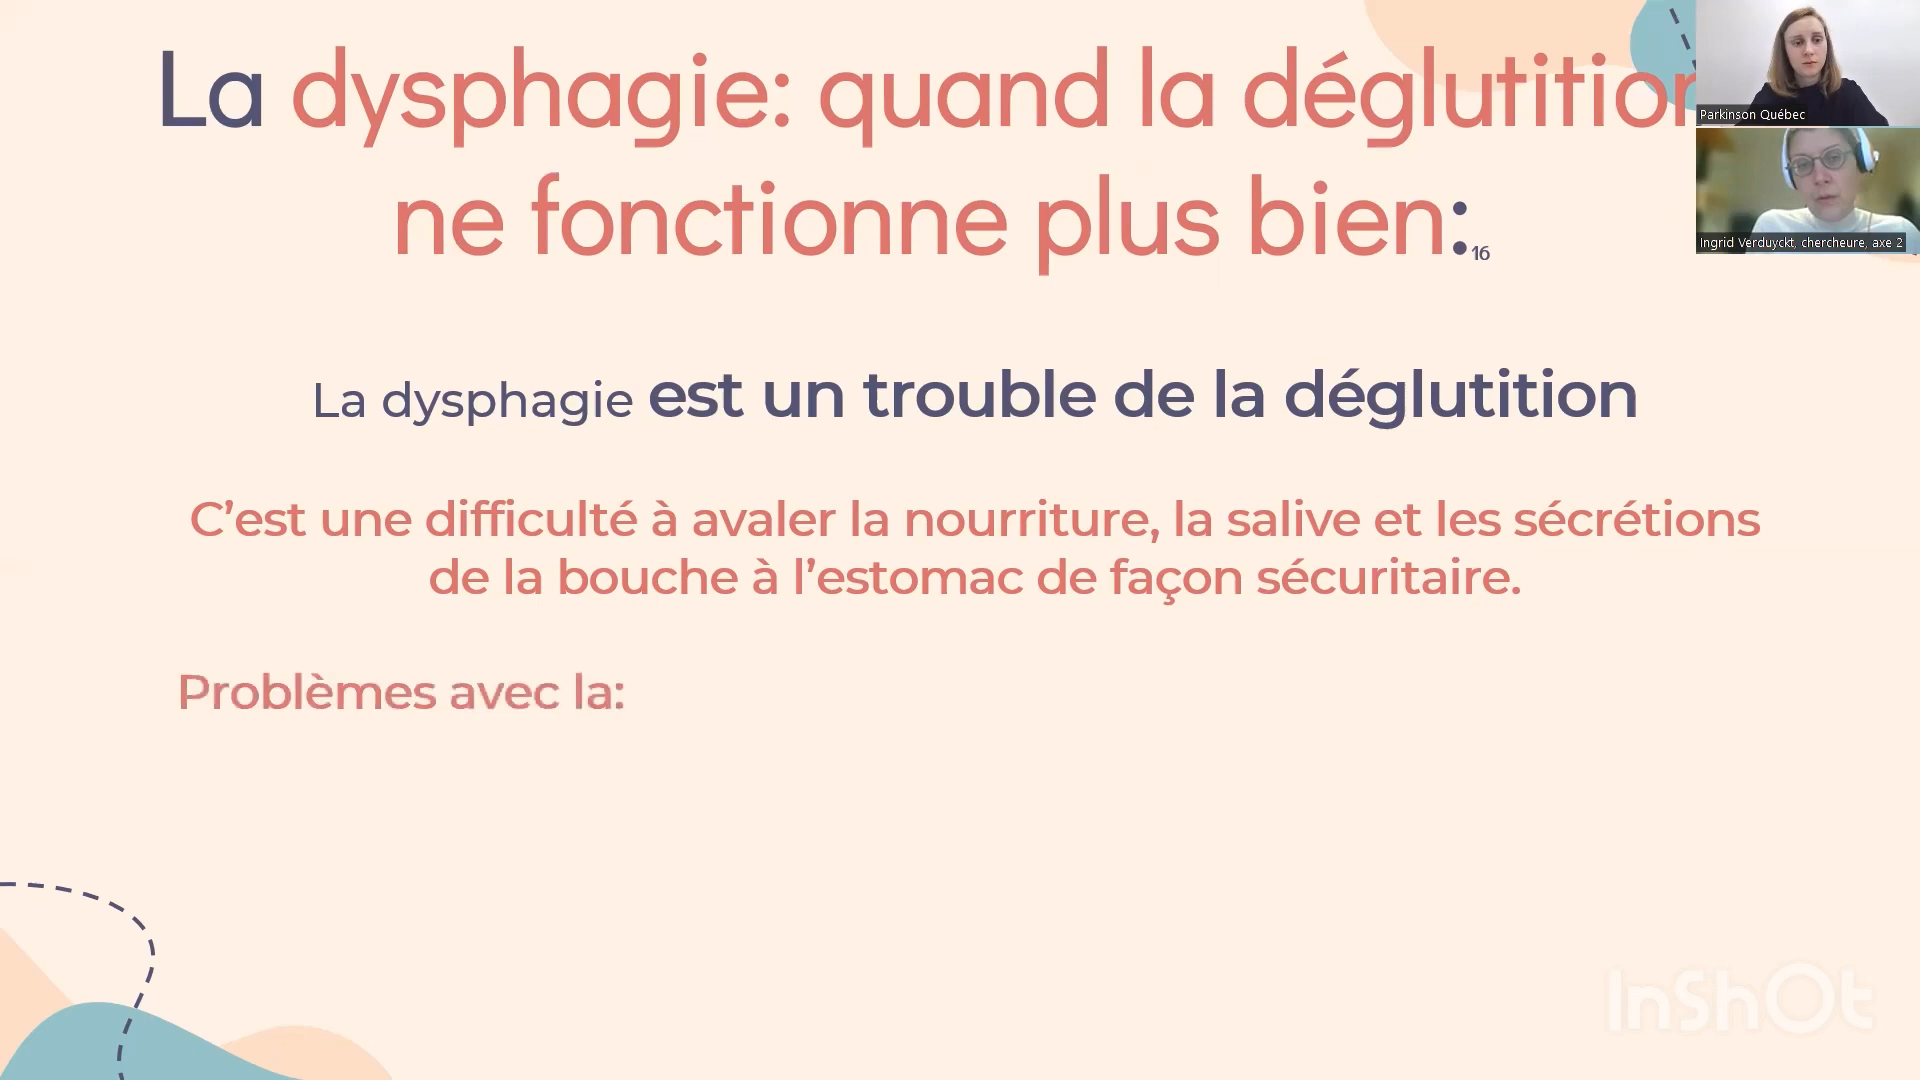 La dysphagie: quand la déglutition
ne fonctionne plus bien:16
La dysphagie est un trouble de la déglutition
C’est une difficulté à avaler la nourriture, la salive et les sécrétions
de la bouche à l’estomac de façon sécuritaire.
Problèmes avec la:
Parkinson Québec
Ingrid Verduyckt, chercheure, axe 2
InShOt